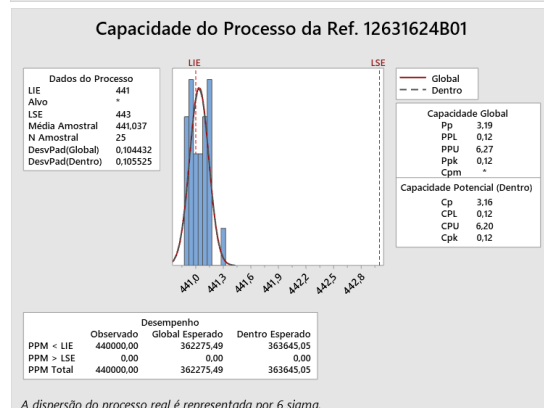 Capacidade do Processo da Ref. 12631624B01
LIE LSE
Dados do Processo
LIE 441
Alvo *
LSE 443
Média Amostral 441,037
N Amostral 25
DesvPad(Global) 0,104432
DesvPad(Dentro) 0,105525
Global
Dentro
Capacidade Global
Pp 3,19
PPL 0,12
PPU 6,27
Ppk 0,12
Cpm *
Capacidade Potencial (Dentro)
Cp 3,16
CPL 0,12
CPU 6,20
Cpk 0,12
441,0 441,3 441,6 441,9 442,2 442,5 442,8
Desempenho
Observado Global Esperado Dentro Esperado
PPM < LIE 440000,00 362275,49 363645,05
PPM > LSE 0,00 0,00 0,00
PPM Total 440000,00 362275,49 363645,05
A dispersão do processo real é representada por 6 sigma.